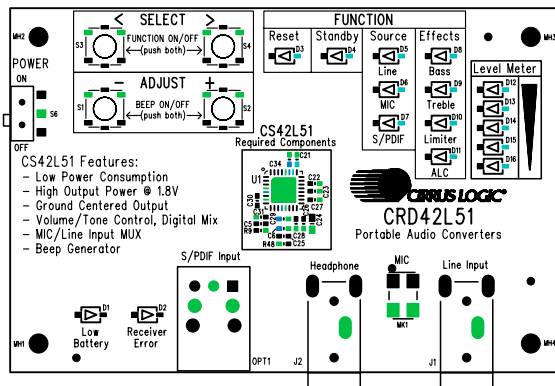 MH2
< SELECT >
FUNCTION ON/OFF
(push both)
S3
S4
- ADJUST +
BEEP ON/OFF
(push both)
S1
S2
POWER
ON
OFF
S6
FUNCTION
Reset
D3
Standby
D4
Source
D5
Line
D6
MIC
D7
S/PDIF
Effects
D8
Bass
D9
Treble
D10
Limiter
D11
ALC
MH3
Level Meter
D12
D13
D14
D15
D16
CS42L51 Features:
- Low Power Consumption
- High Output Power @ 1.8V
- Ground Centered Output
- Volume/Tone Control, Digital Mix
- MIC/Line Input MUX
- Beep Generator
CS42L51
Required Components
C21
C34
U1
C22
C23
C27
C30
C31
C5
R9
C29
C24
C6
C28
R48
C25
CIRRUS LOGIC®
CRD42L51
Portable Audio Converters
S/PDIF Input
OPT1
Headphone
J2
MIC
MK1
Line Input
J1
D1
Low
Battery
D2
Receiver
Error
MH1
MH4